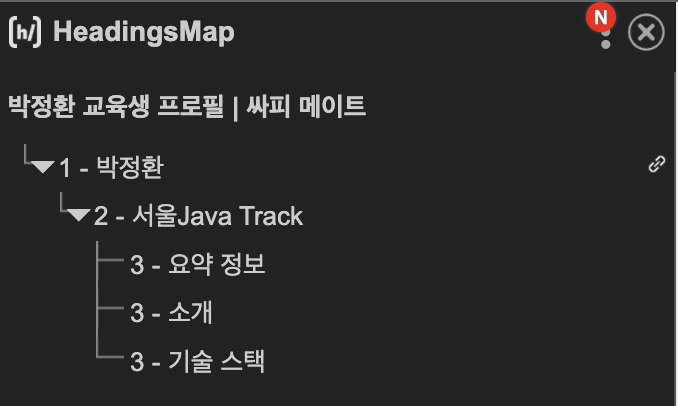 [h/] HeadingsMap
N
박정환 교육생 프로필 | 싸피 메이트
1 - 박정환
2 - 서울Java Track
3 - 요약 정보
3 - 소개
3 - 기술 스택